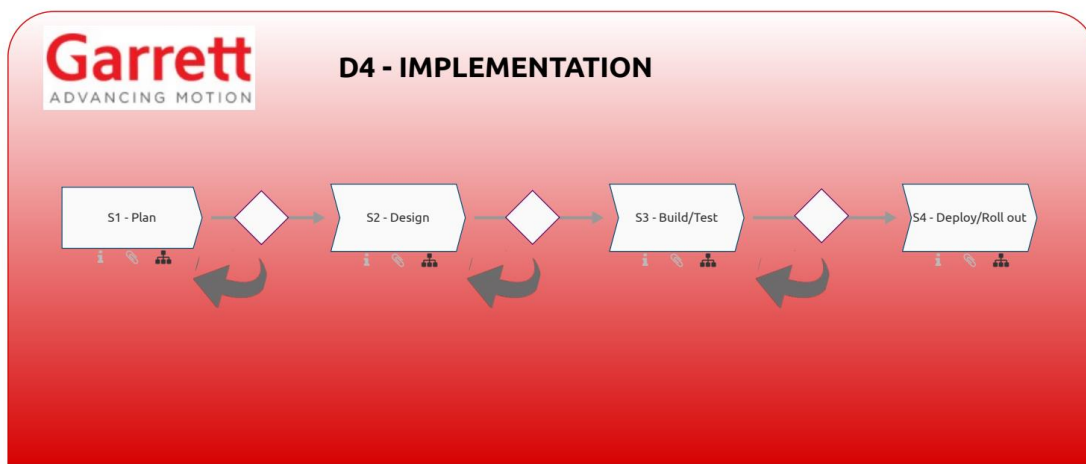 Garrett
ADVANCING MOTION
D4 - IMPLEMENTATION
S1 - Plan
S2 - Design
S3 - Build/Test
S4 - Deploy/Roll out